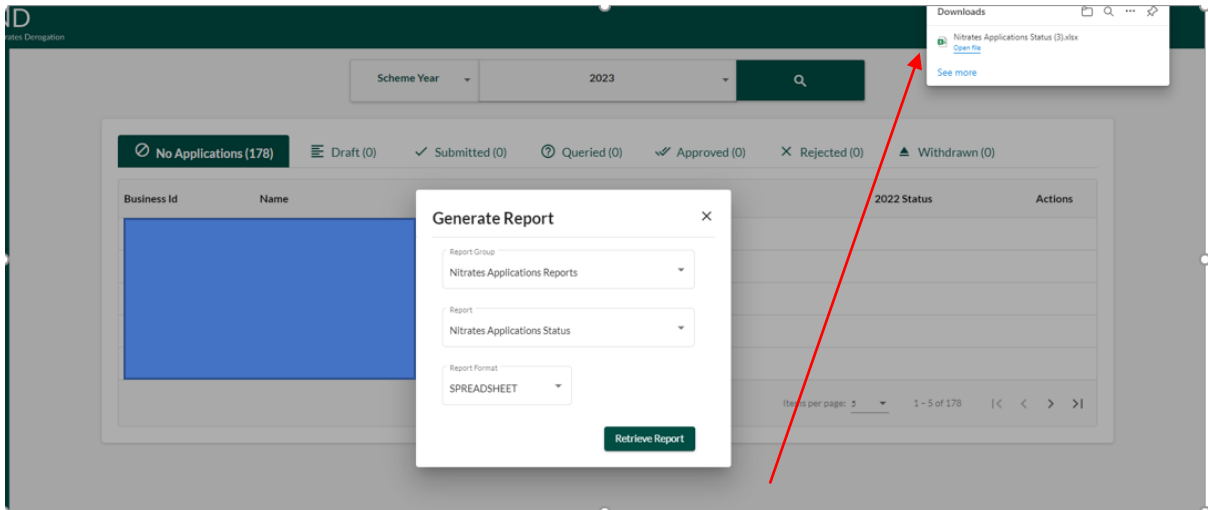 ND
rates Derogation
Downloads
Nitrates Applications Status (3).xlsx
Open file
See more
Scheme Year
2023
No Applications (178)
Draft (0)
Submitted (0)
Queried (0)
Approved (0)
Rejected (0)
Withdrawn (0)
Business Id
Name
2022 Status
Actions
Generate Report
Report Group
Nitrates Applications Reports
Report
Nitrates Applications Status
Report Format
SPREADSHEET
Retrieve Report
Items per page: 5
1 – 5 of 178